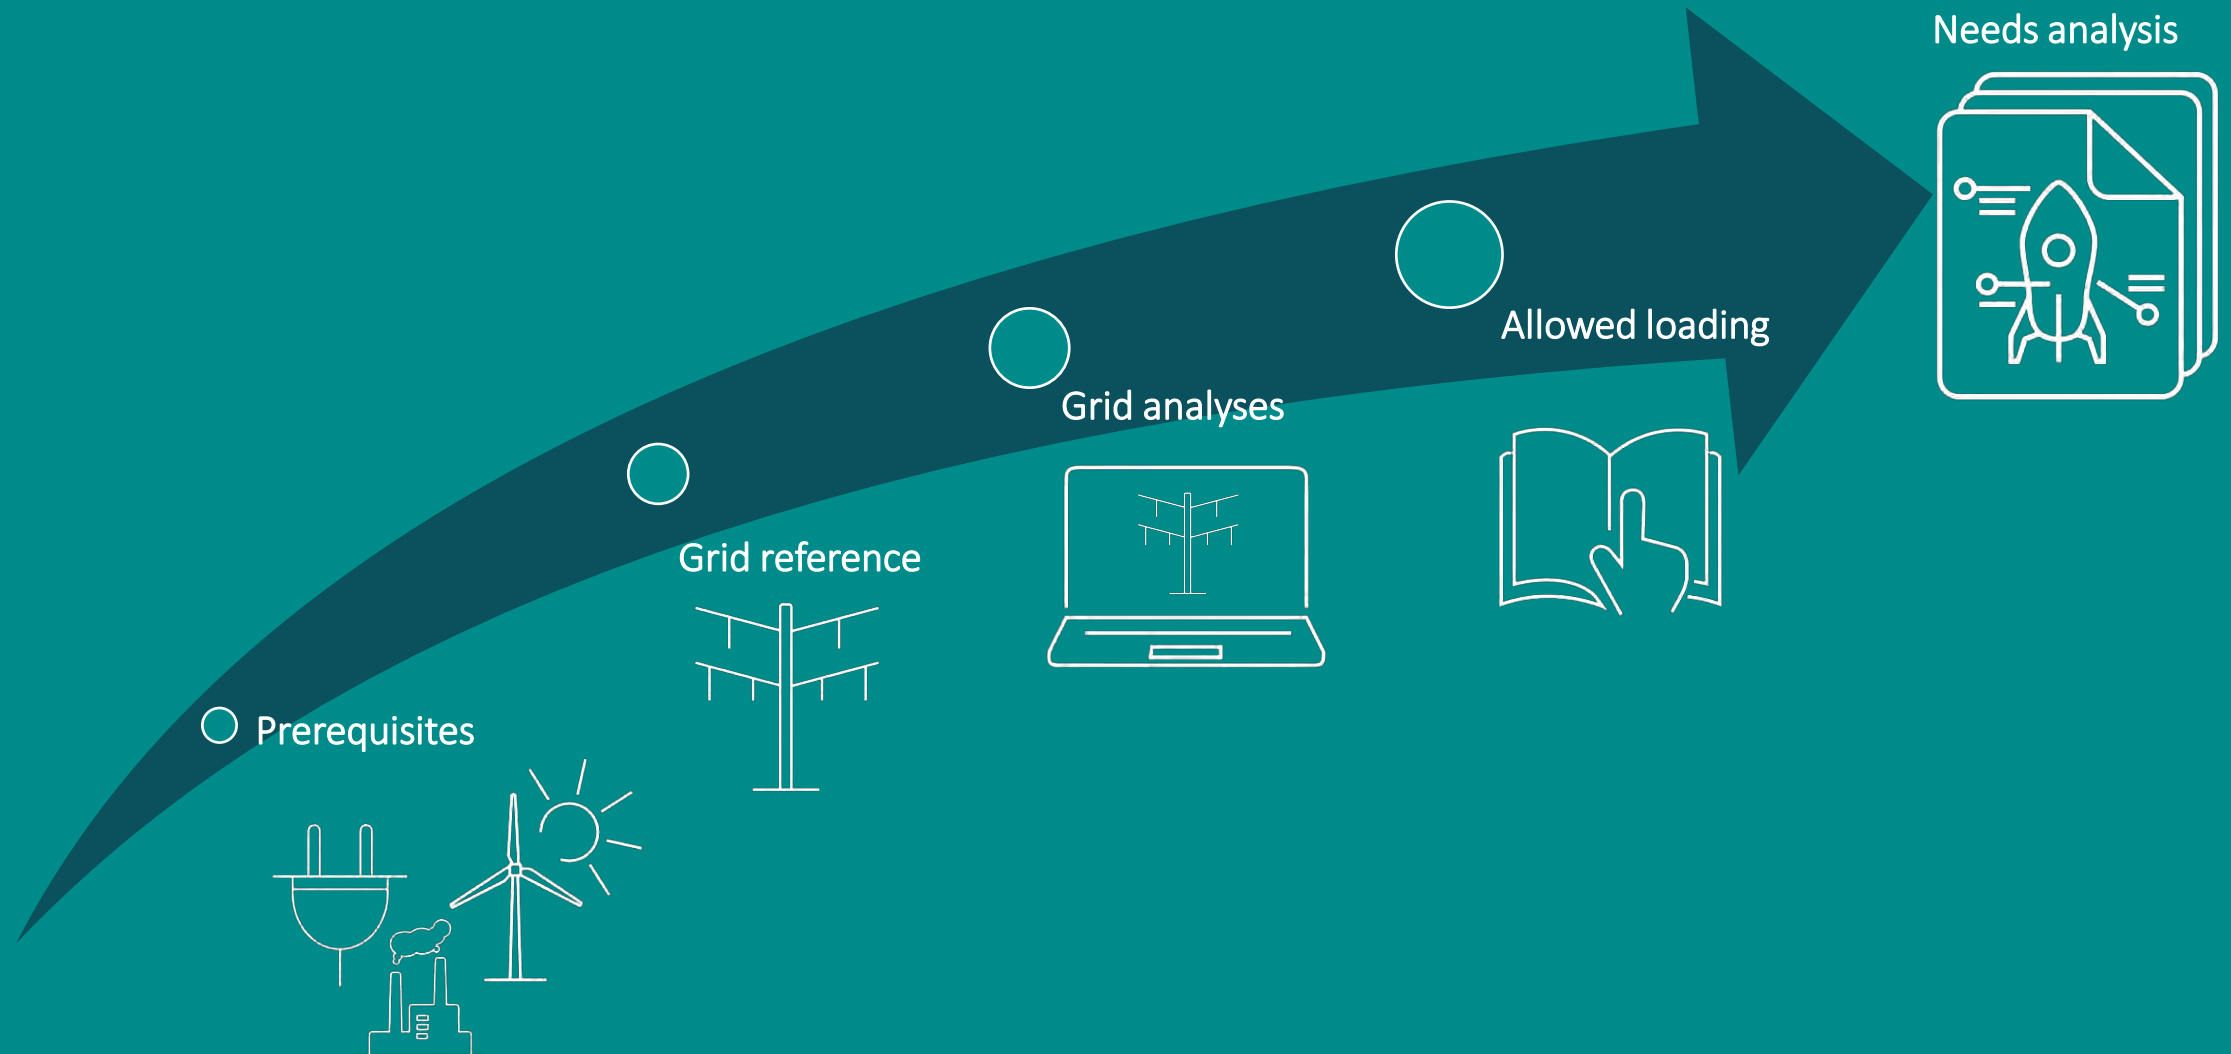 Needs analysis
Allowed loading
Grid analyses
Grid reference
Prerequisites